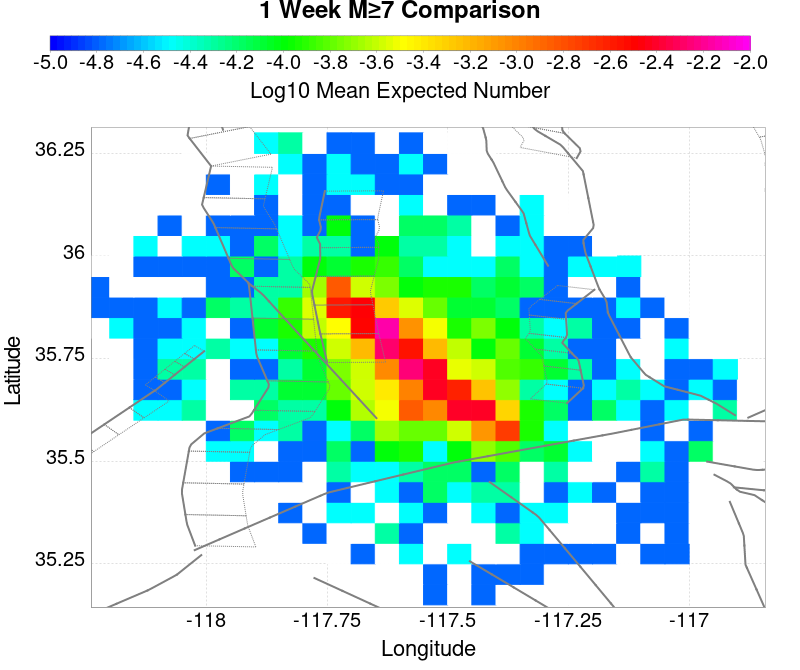 1 Week M≥7 Comparison
-5.0 -4.8 -4.6 -4.4 -4.2 -4.0 -3.8 -3.6 -3.4 -3.2 -3.0 -2.8 -2.6 -2.4 -2.2 -2.0
Log10 Mean Expected Number
36.25
36
35.75
35.5
35.25
Latitude
-118 -117.75 -117.5 -117.25 -117
Longitude